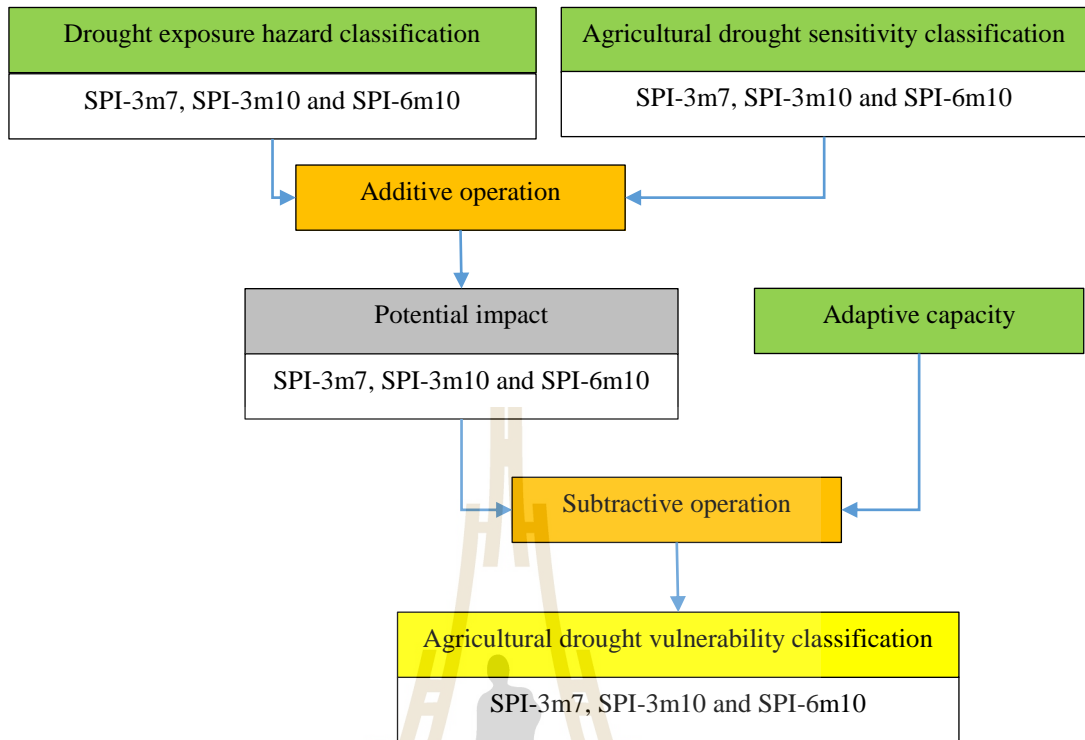 Drought exposure hazard classification
SPI-3m7, SPI-3m10 and SPI-6m10
Agricultural drought sensitivity classification
SPI-3m7, SPI-3m10 and SPI-6m10
Additive operation
Potential impact
SPI-3m7, SPI-3m10 and SPI-6m10
Adaptive capacity
Subtractive operation
Agricultural drought vulnerability classification
SPI-3m7, SPI-3m10 and SPI-6m10